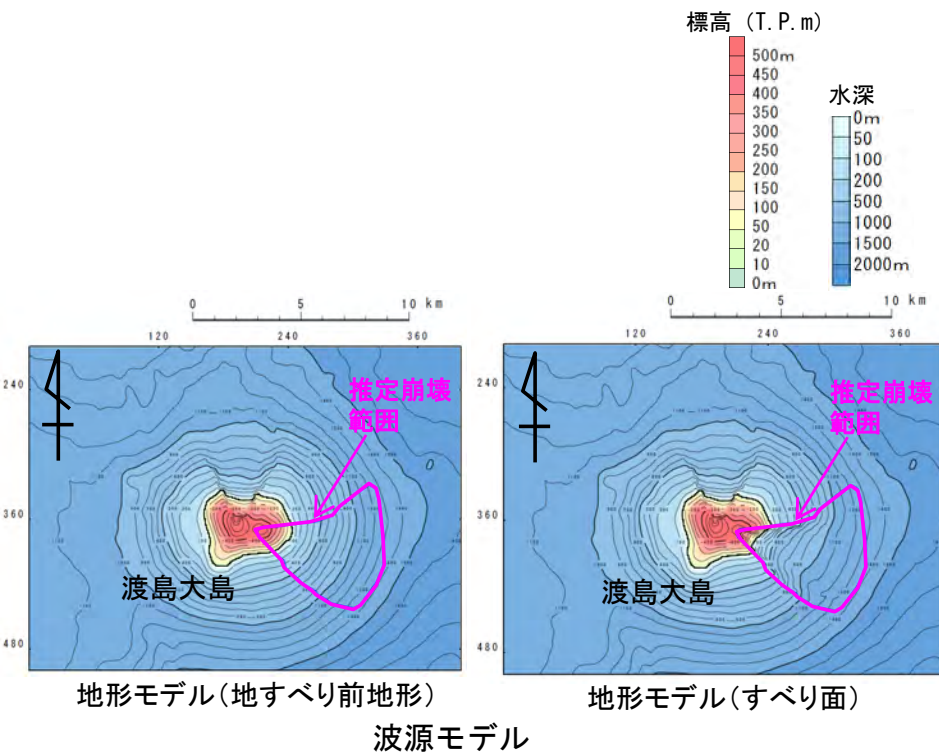 標高 (T.P.m)
500m
450
400
350
300
250
200
150
100
50
20
10
0m
水深
0m
50
100
200
500
1000
1500
2000m
0 5 10 km
120 240 360
240
360
480
推定崩壊
範囲
渡島大島
地形モデル(地すべり前地形)
0 5 10 km
120 240 360
240
360
480
推定崩壊
範囲
渡島大島
地形モデル(すべり面)
波源モデル